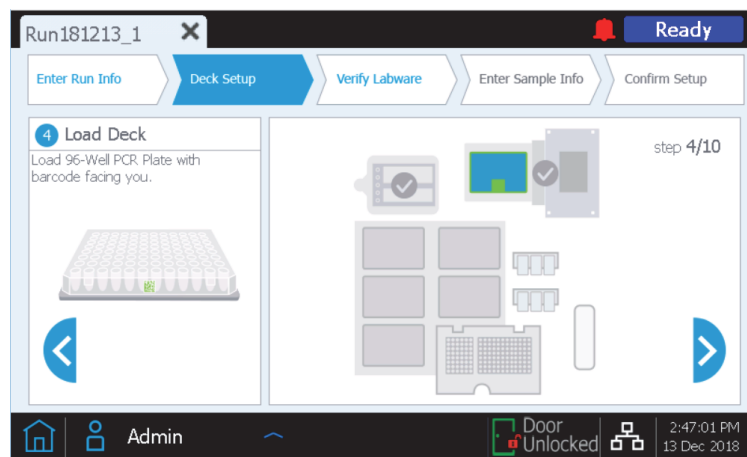 Run181213_1
Ready
Enter Run Info
Deck Setup
Verify Labware
Enter Sample Info
Confirm Setup
4 Load Deck
Load 96-Well PCR Plate with
barcode facing you.
step 4/10
Admin
Door
Unlocked
2:47:01 PM
13 Dec 2018